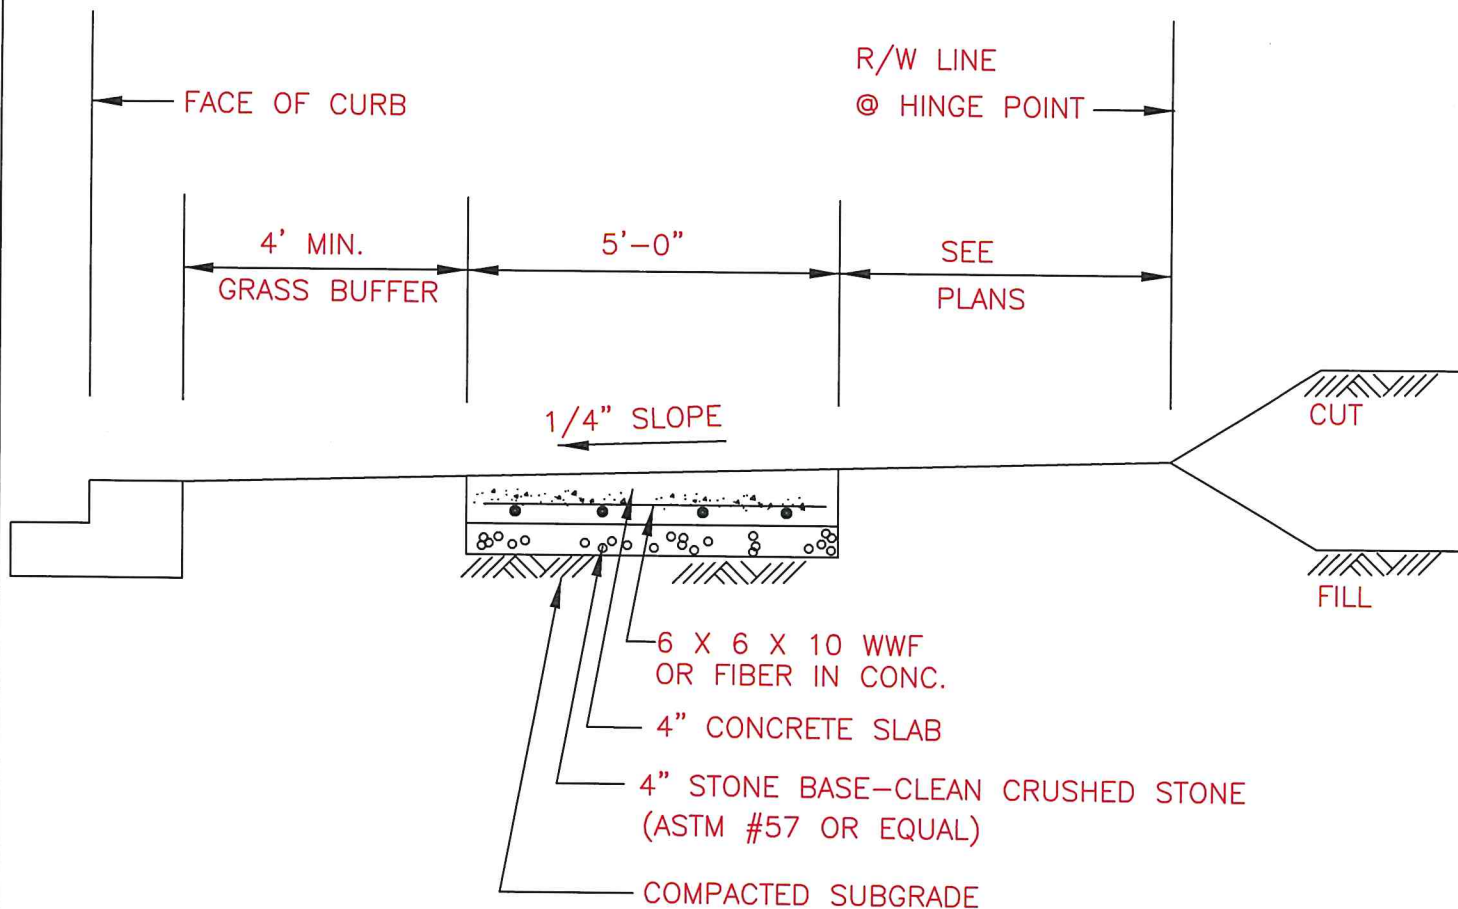 R/W LINE
@ HINGE POINT
FACE OF CURB
4' MIN.
GRASS BUFFER
5'-0"
SEE
PLANS
1/4" SLOPE
CUT
FILL
6 X 6 X 10 WWF
OR FIBER IN CONC.
4" CONCRETE SLAB
4" STONE BASE-CLEAN CRUSHED STONE
(ASTM #57 OR EQUAL)
COMPACTED SUBGRADE